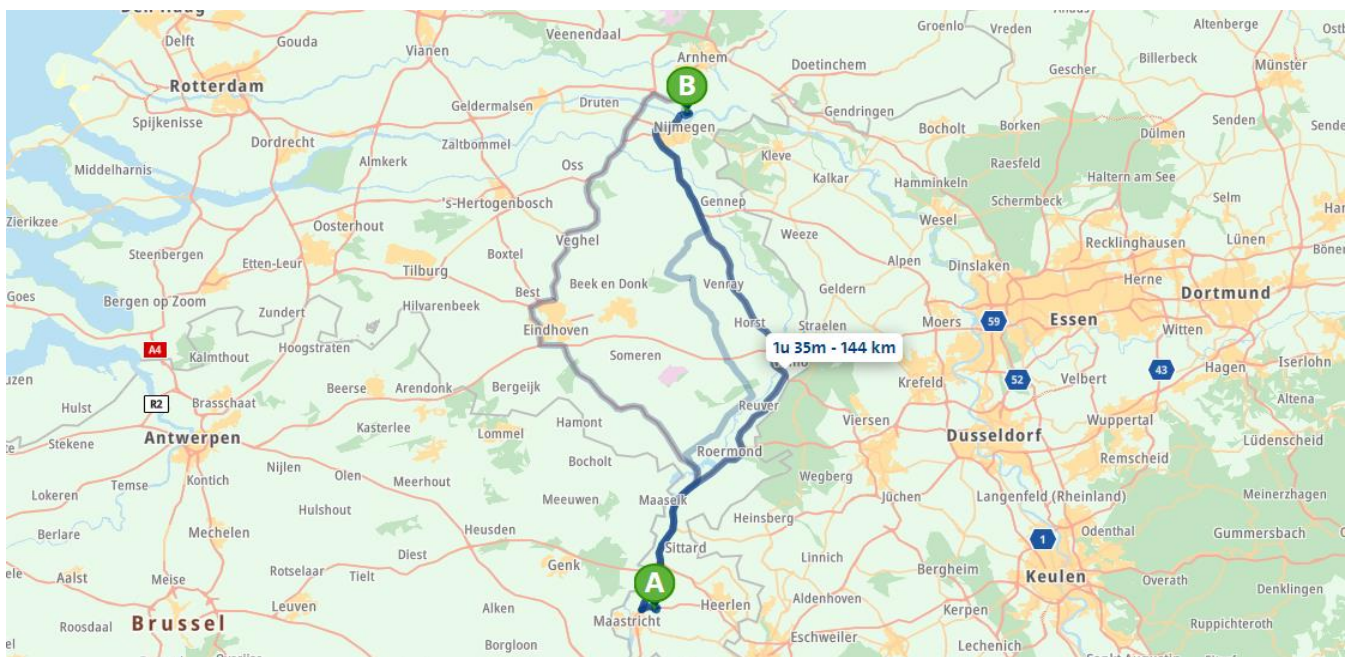 Den Haag
Delft
Gouda
Vianen
Veenendaal
Arnhem
Doetinchem
Groenlo
Vreden
Altenberge
Gescher
Billerbeck
Münster
Rotterdam
Geldermalsen
Druten
B
Gendringen
Spijkenisse
Dordrecht
Zaltbommel
Nijmegen
Bocholt
Borken
Dülmen
Senden
Middelharnis
Almkerk
Oss
Kleve
Raesfeld
Kalkar
Hamminkeln
Haltern am See
Zierikzee
's-Hertogenbosch
Gennep
Schermbeck
Selm
Oosterhout
Wesel
Steenbergen
Veghel
Weeze
Recklinghausen
Lünen
Etten-Leur
Boxtel
Alpen
Tilburg
Dinslaken
Herne
Goes
Bergen op Zoom
Hilvarenbeek
Best
Beek en Donk
Venray
Geldern
Dortmund
Zundert
Horst
Straelen
Moers
59
Essen
Witten
Eindhoven
A4
Kalmthout
Hoogstraten
Someren
1u 35m - 144 km
Hagen
Iserlohn
Beerse
Arendonk
Bergeijk
Krefeld
52
Velbert
43
Hulst
R2
Brasschaat
Reuver
Altena
Stekene
Kasterlee
Hamont
Viersen
Wuppertal
Antwerpen
Lommel
Dusseldorf
Lüdenscheid
Roermond
Remscheid
Nijlen
Bocholt
Temse
Kontich
Olen
Meerhout
Wegberg
Lokeren
Meeuwen
Maaseik
Jüchen
Langenfeld (Rheinland)
Meinerzhagen
Hulshout
Heinsberg
Berlare
Mechelen
Heusden
1
Odenthal
Gummersbach
Sittard
Diest
Linnich
Aalst
Meise
Rotselaar
Tielt
Genk
A
Bergheim
Keulen
Overath
Denklingen
Leuven
Alken
Heerlen
Aldenhoven
Kerpen
Roosdaal
Brussel
Borgloon
Maastricht
Eschweiler
Lechenich
Ruppichteroth